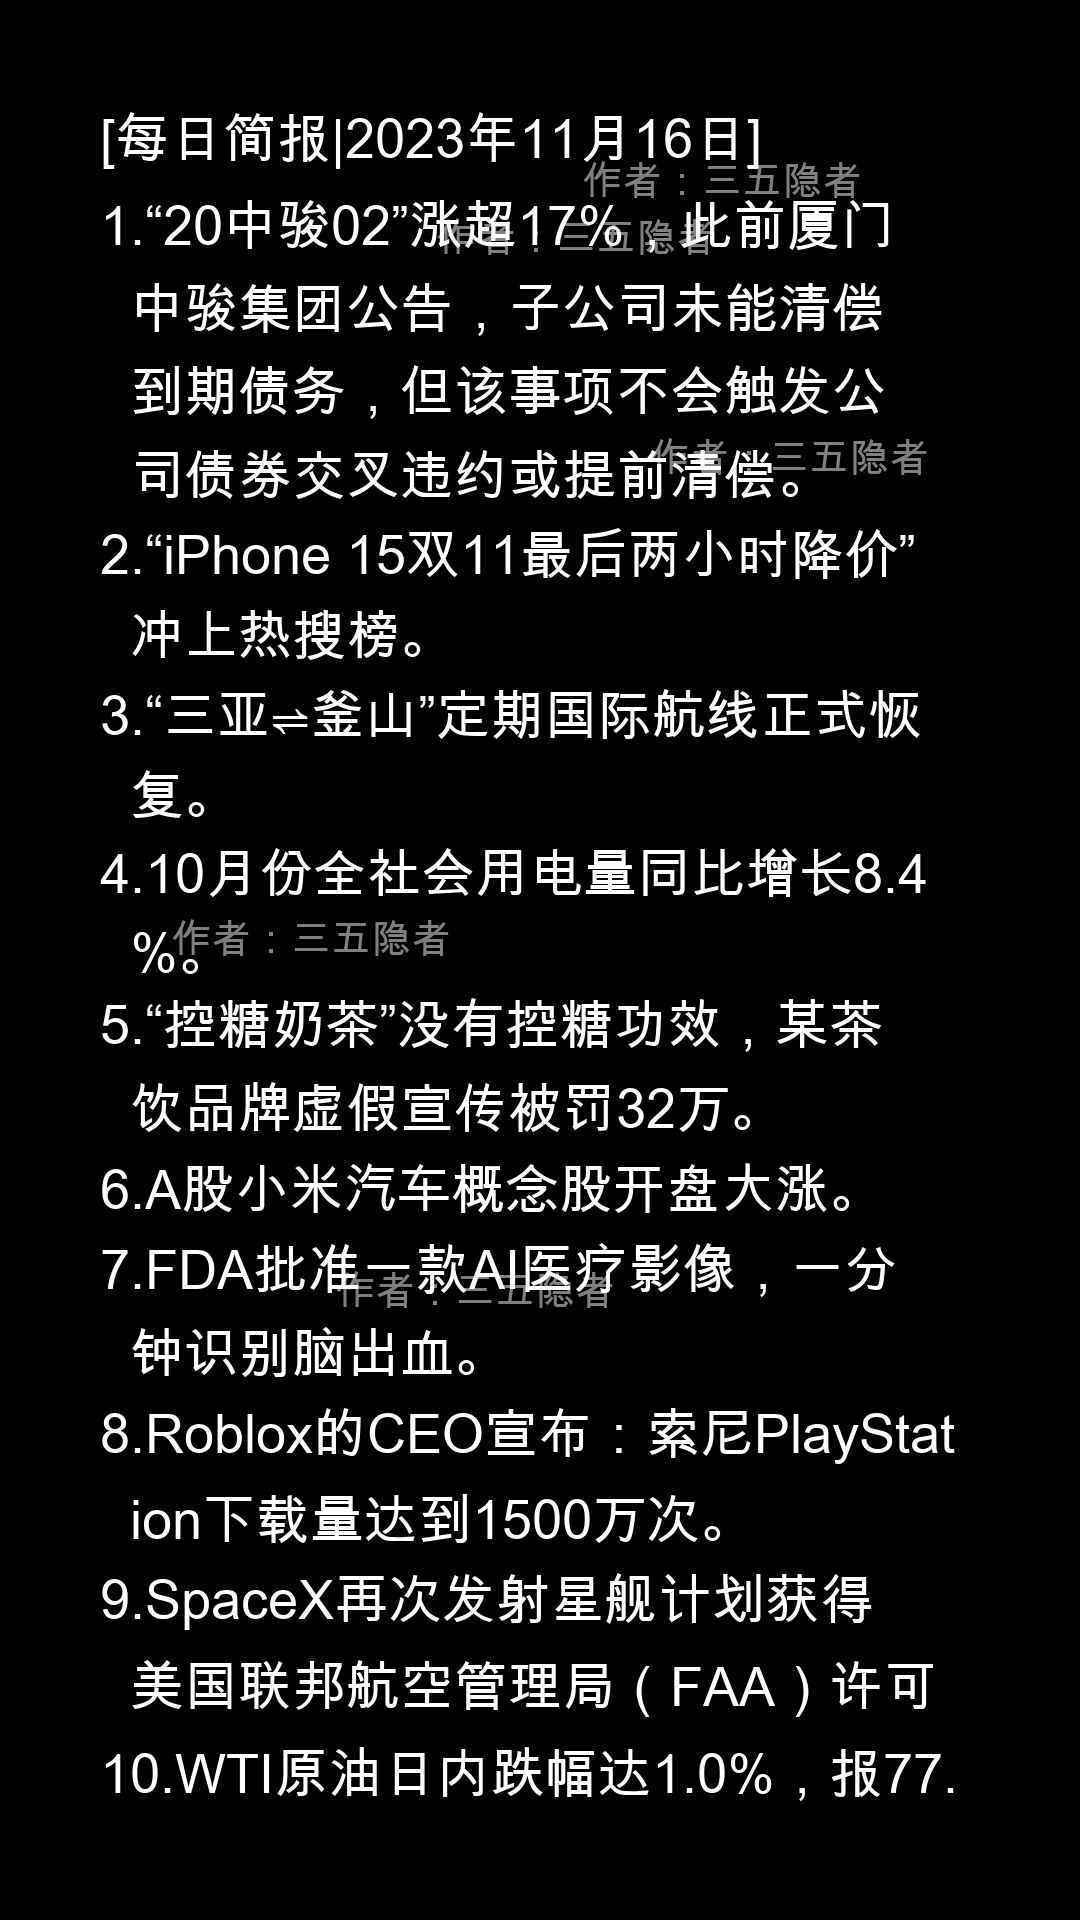 [每日简报|2023年11月16日]
作者：三五隐者
1.“20中骏02”涨超17%，此前厦门
作者：三五隐者
中骏集团公告，子公司未能清偿
到期债务，但该事项不会触发公
司债券交叉违约或提前清偿。
作者：三五隐者
2.“iPhone 15双11最后两小时降价”
冲上热搜榜。
3.“三亚⇌釜山”定期国际航线正式恢
复。
4.10月份全社会用电量同比增长8.4
%。
作者：三五隐者
5.“控糖奶茶”没有控糖功效，某茶
饮品牌虚假宣传被罚32万。
6.A股小米汽车概念股开盘大涨。
7.FDA批准一款AI医疗影像，一分
作者：三五隐者
钟识别脑出血。
8.Roblox的CEO宣布：索尼PlayStat
ion下载量达到1500万次。
9.SpaceX再次发射星舰计划获得
美国联邦航空管理局（FAA）许可
10.WTI原油日内跌幅达1.0%，报77.